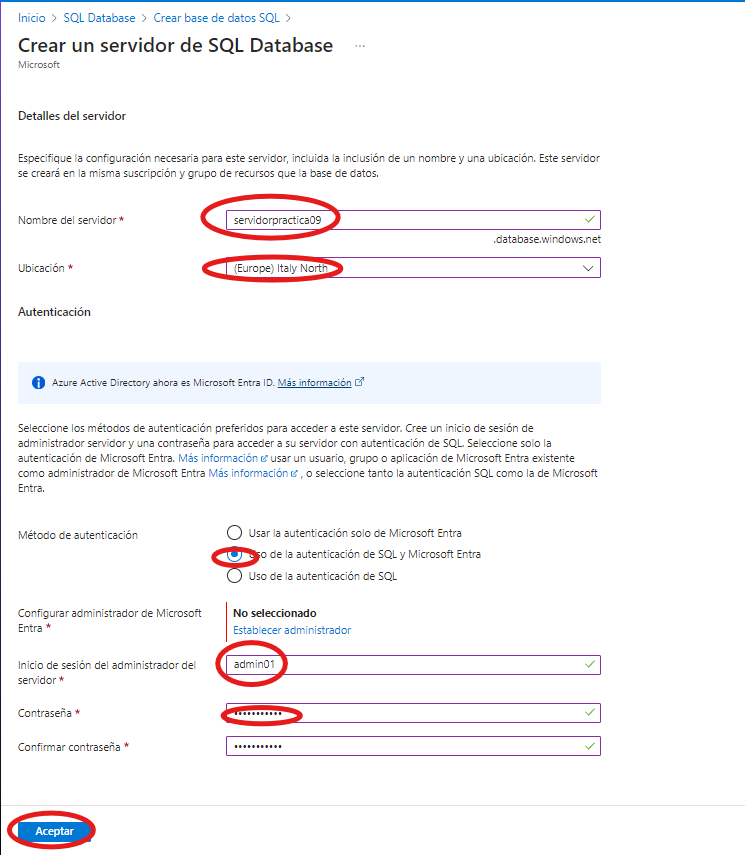 Inicio > SQL Database > Crear base de datos SQL >
Crear un servidor de SQL Database ...
Microsoft
Detalles del servidor
Especifique la configuración necesaria para este servidor, incluida la inclusión de un nombre y una ubicación. Este servidor
se creará en la misma suscripción y grupo de recursos que la base de datos.
Nombre del servidor *
servidorpractica09
.database.windows.net
Ubicación *
(Europe) Italy North
Autenticación
Azure Active Directory ahora es Microsoft Entra ID. Más información
Seleccione los métodos de autenticación preferidos para acceder a este servidor. Cree un inicio de sesión de
administrador servidor y una contraseña para acceder a su servidor con autenticación de SQL. Seleccione solo la
autenticación de Microsoft Entra. Más información usar un usuario, grupo o aplicación de Microsoft Entra existente
como administrador de Microsoft Entra Más información , o seleccione tanto la autenticación SQL como la de Microsoft
Entra.
Método de autenticación
Usar la autenticación solo de Microsoft Entra
Uso de la autenticación de SQL y Microsoft Entra
Uso de la autenticación de SQL
Configurar administrador de Microsoft
Entra *
No seleccionado
Establecer administrador
Inicio de sesión del administrador del
servidor *
admin01
Contraseña *
•••••••••••
Confirmar contraseña *
•••••••••••
Aceptar